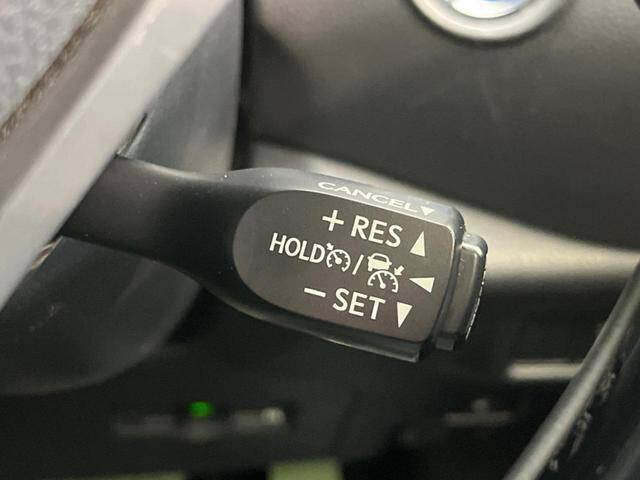 CANCEL▼
+ RES ▲
HOLD /
− SET ▼